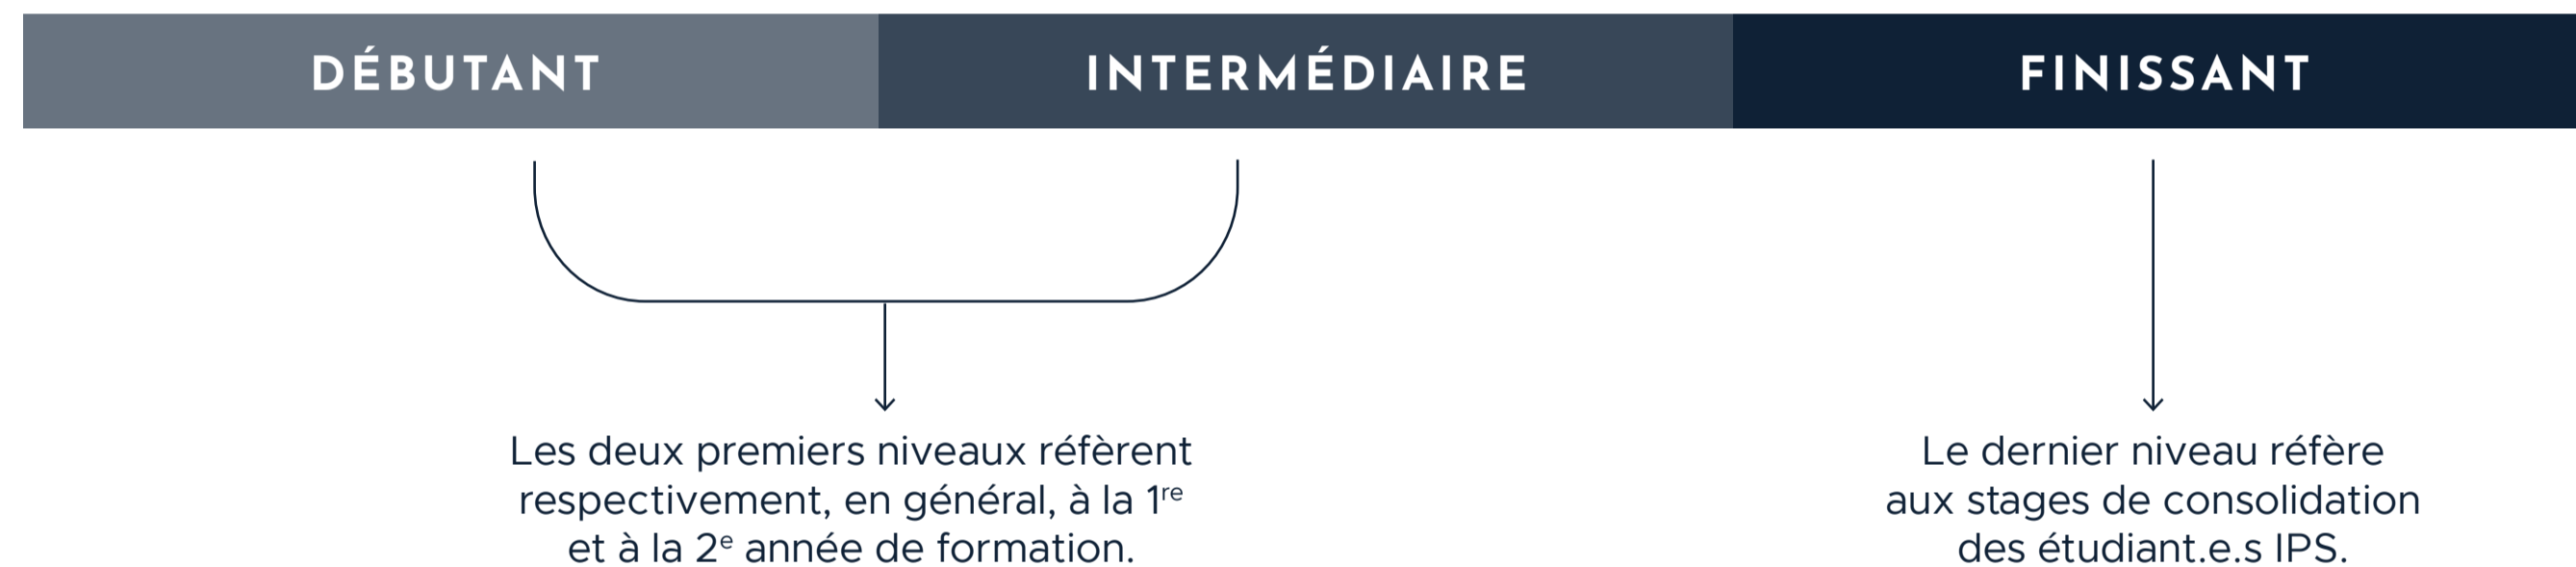 DÉBUTANT
INTERMÉDIAIRE
FINISSANT
Les deux premiers niveaux réfèrent
respectivement, en général, à la 1re
et à la 2e année de formation.
Le dernier niveau réfère
aux stages de consolidation
des étudiant.e.s IPS.